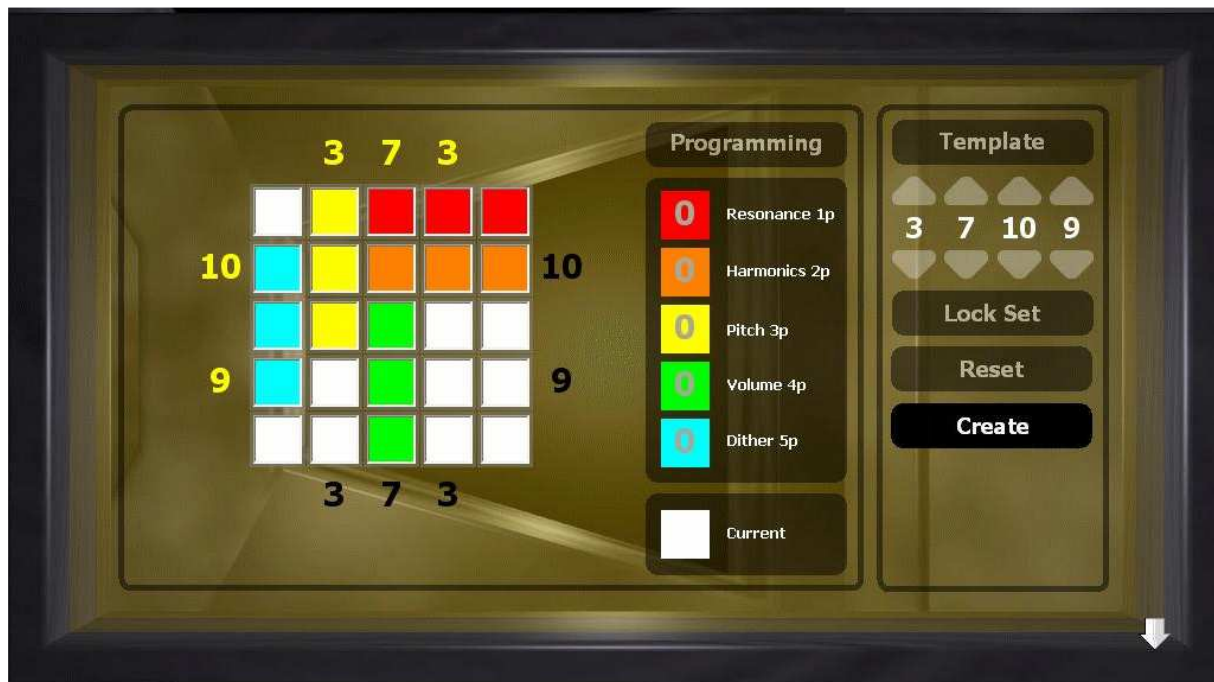 3 7 3
10 10
9 9
3 7 3
Programming
0 Resonance 1p
0 Harmonics 2p
0 Pitch 3p
0 Volume 4p
0 Dither 5p
Current
Template
3 7 10 9
Lock Set
Reset
Create